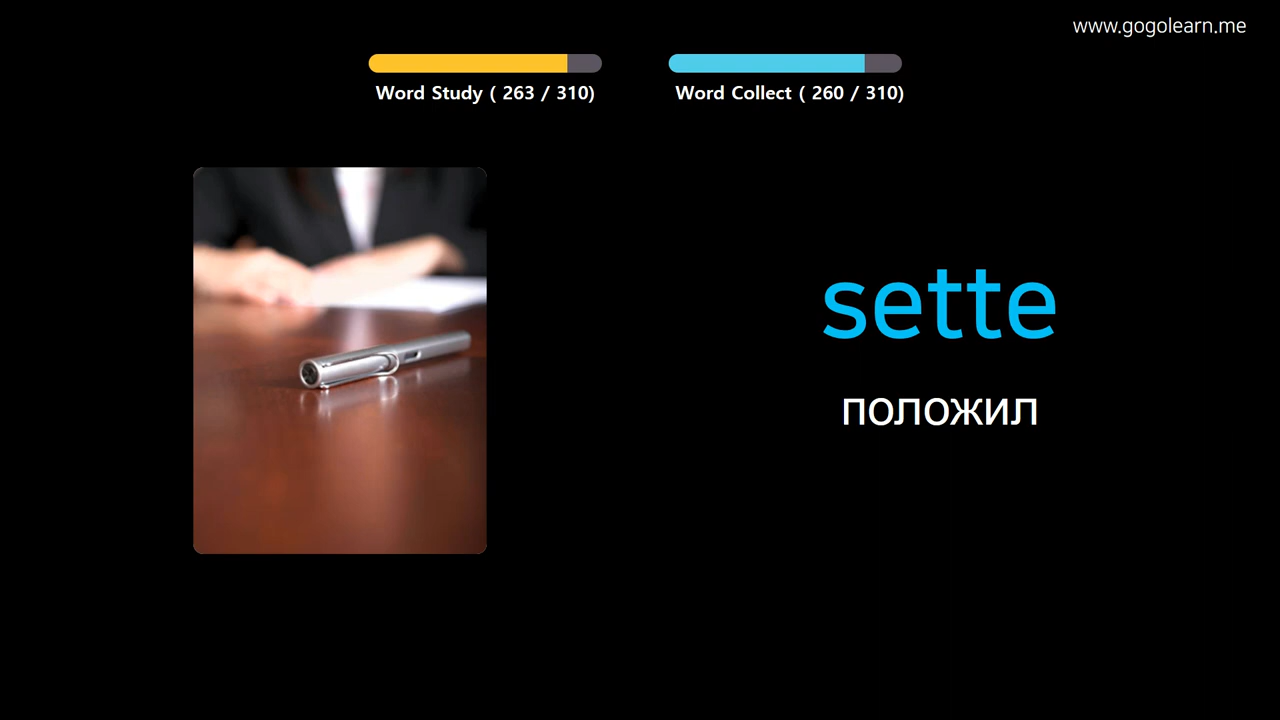 www.gogolearn.me
Word Study ( 263 / 310)
Word Collect ( 260 / 310)
sette
положил